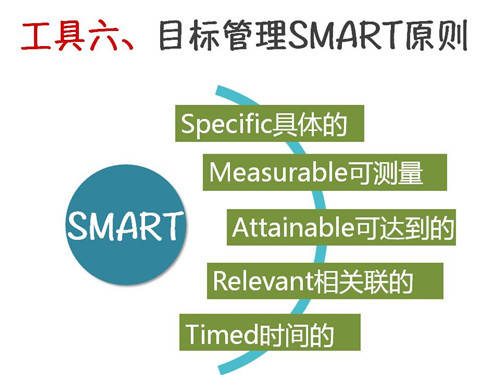 工具六、目标管理SMART原则
Specific具体的
Measurable可测量
SMART
Attainable可达到的
Relevant相关联的
Timed时间的